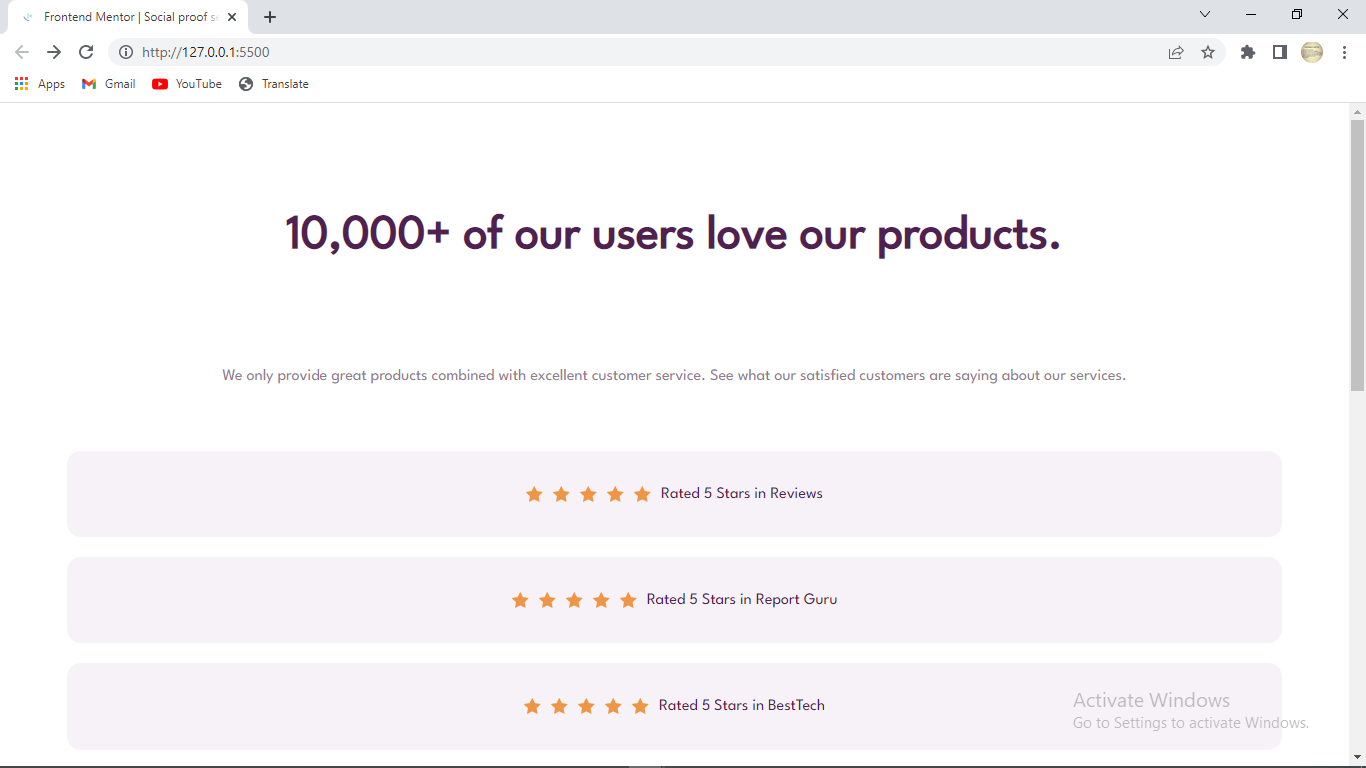 Frontend Mentor | Social proof s
http://127.0.0.1:5500
Apps Gmail YouTube Translate
10,000+ of our users love our products.
We only provide great products combined with excellent customer service. See what our satisfied customers are saying about our services.
Rated 5 Stars in Reviews
Rated 5 Stars in Report Guru
Rated 5 Stars in BestTech
Activate Windows
Go to Settings to activate Windows.